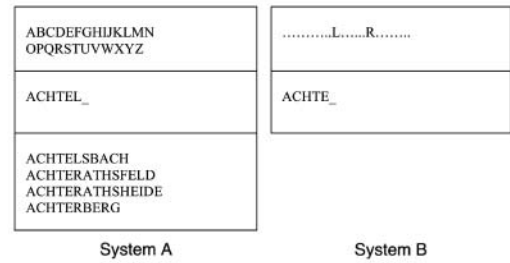 ABCDEFGHIJKLMN
OPQRSTUVWXYZ
ACHTEL_
ACHTELSBACH
ACHTERATHSFELD
ACHTERATHSHEIDE
ACHTERBERG
System A
...........L......R........
ACHTE_
System B